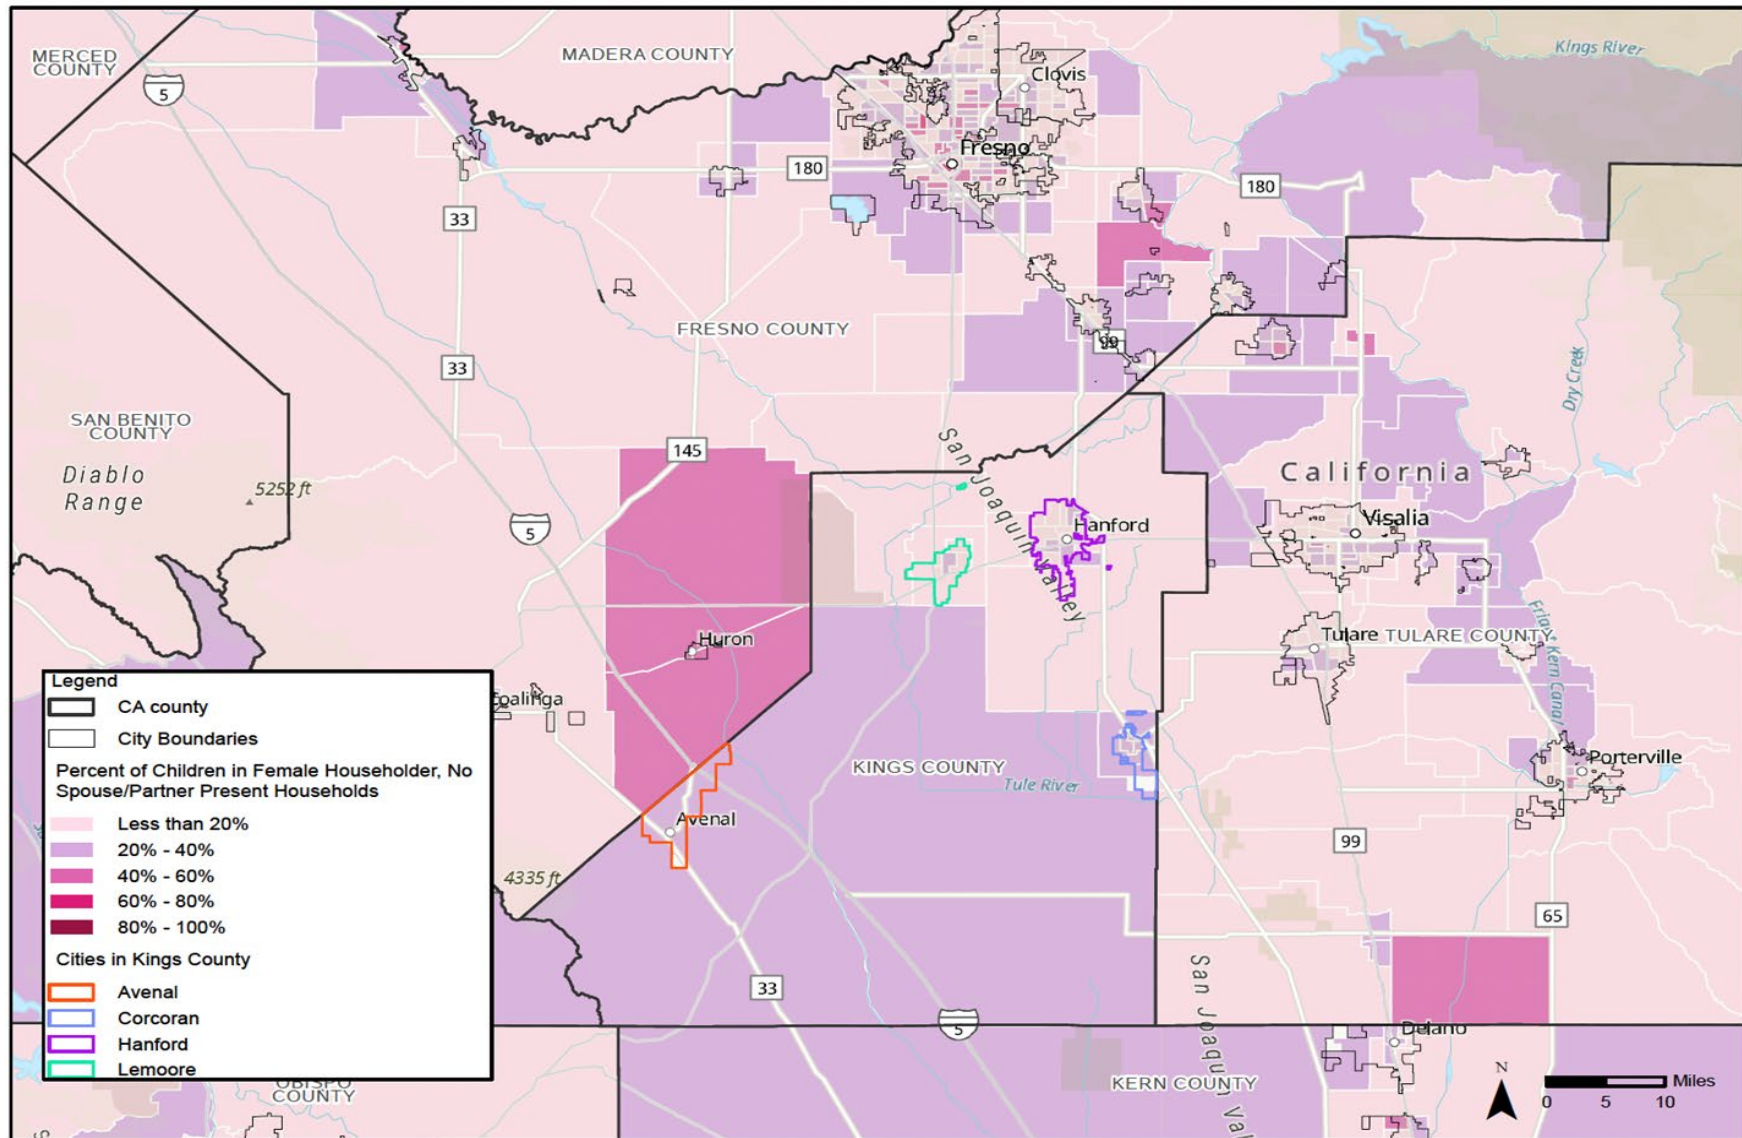 MERCED
COUNTY
MADERA COUNTY
Kings River
5
Clovis
Fresno
180
180
33
FRESNO COUNTY
99
33
Dry Creek
SAN BENITO
COUNTY
Diablo
Range
5252 ft
145
San Joaquin Valley
California
5
Hanford
Visalia
Huron
Tulare
TULARE COUNTY
Friant Kern Canal
Coalinga
KINGS COUNTY
Tule River
Porterville
Avenal
99
4335 ft
65
33
5
Delano
OBISPO
COUNTY
KERN COUNTY
San Joaquin Val
Legend
CA county
City Boundaries
Percent of Children in Female Householder, No
Spouse/Partner Present Households
Less than 20%
20% - 40%
40% - 60%
60% - 80%
80% - 100%
Cities in Kings County
Avenal
Corcoran
Hanford
Lemoore
N
Miles
0 5 10